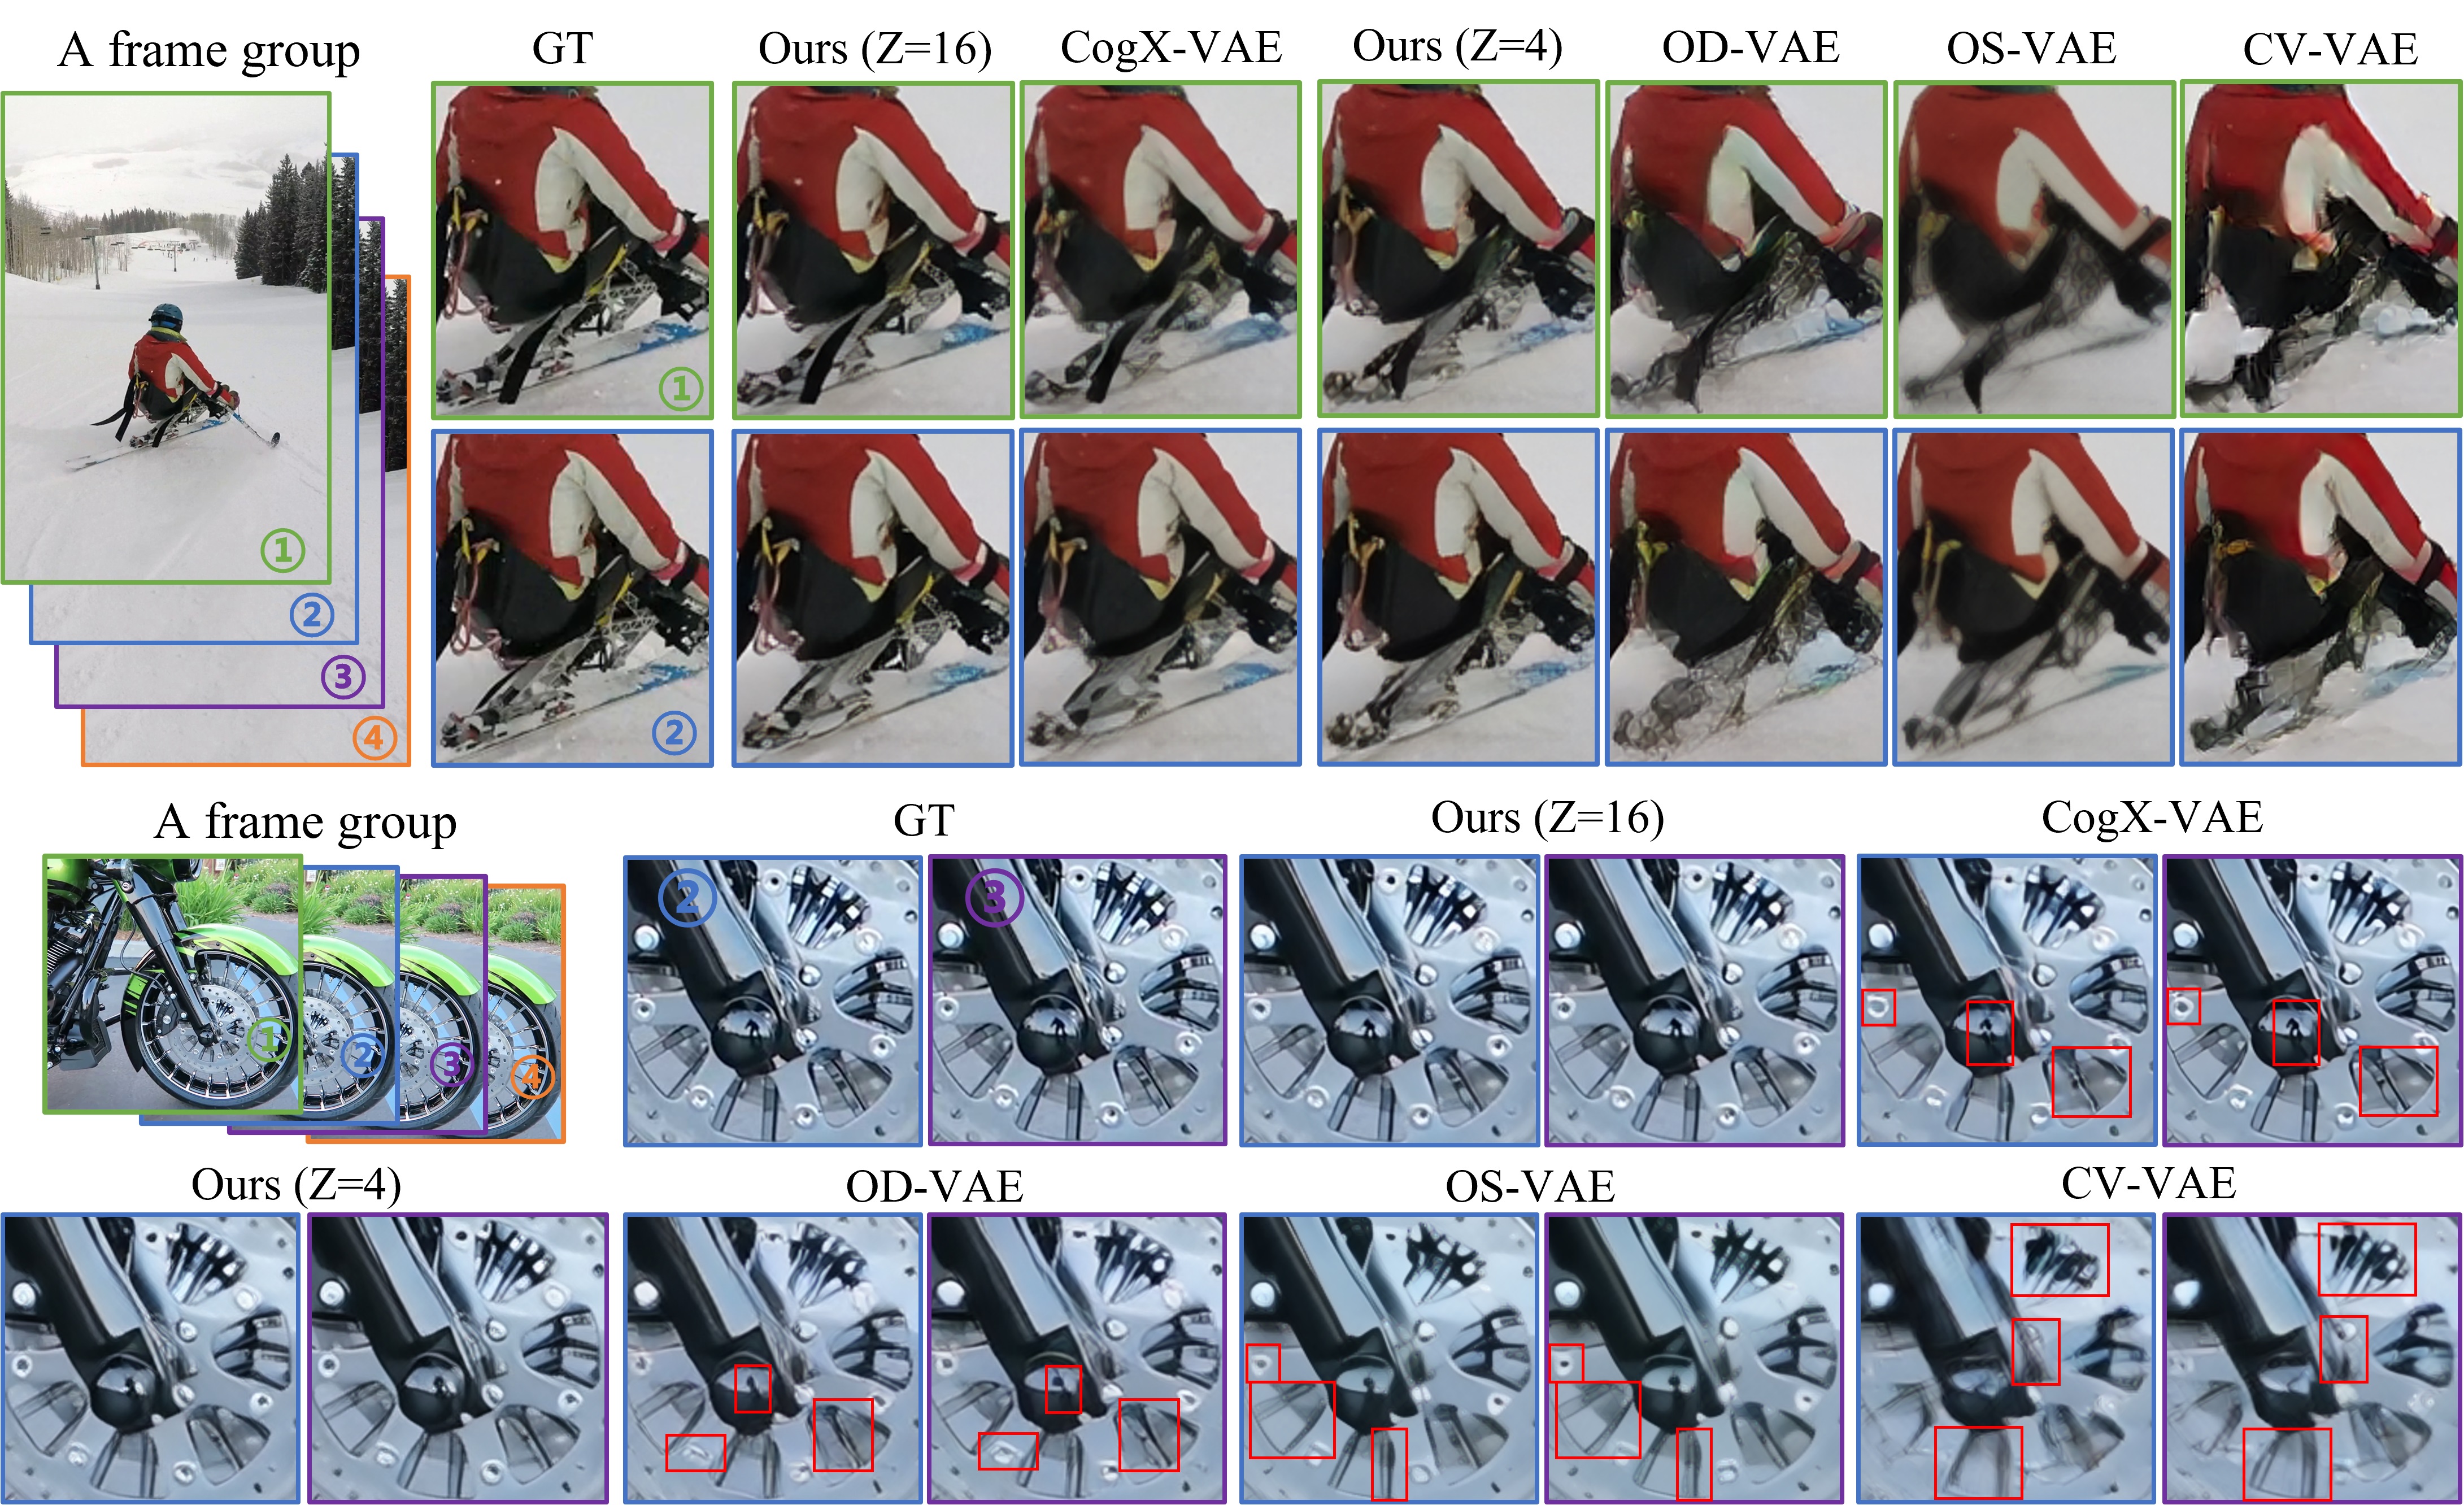 A frame group
GT
Ours (Z=16)
CogX-VAE
Ours (Z=4)
OD-VAE
OS-VAE
CV-VAE
①
②
③
④
①
②
A frame group
GT
Ours (Z=16)
CogX-VAE
①
②
③
④
②
③
Ours (Z=4)
OD-VAE
OS-VAE
CV-VAE